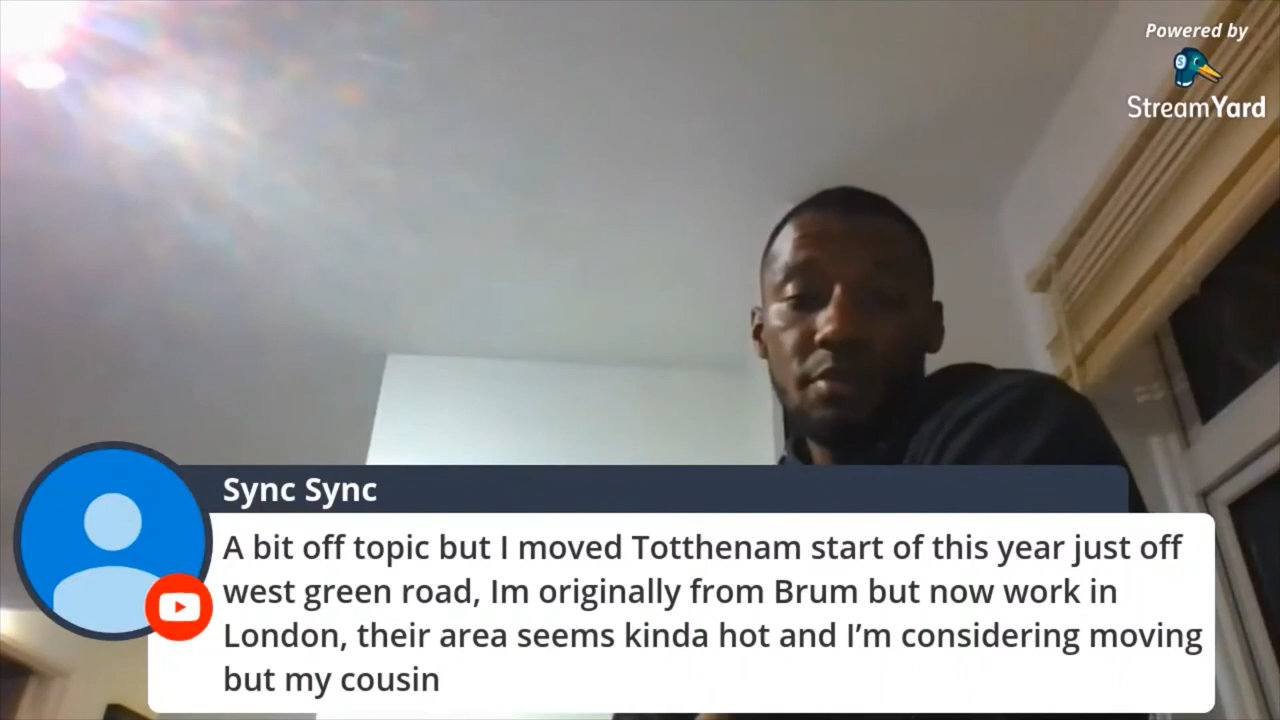 Powered by
StreamYard
Sync Sync
A bit off topic but I moved Totthenam start of this year just off
west green road, Im originally from Brum but now work in
London, their area seems kinda hot and I’m considering moving
but my cousin